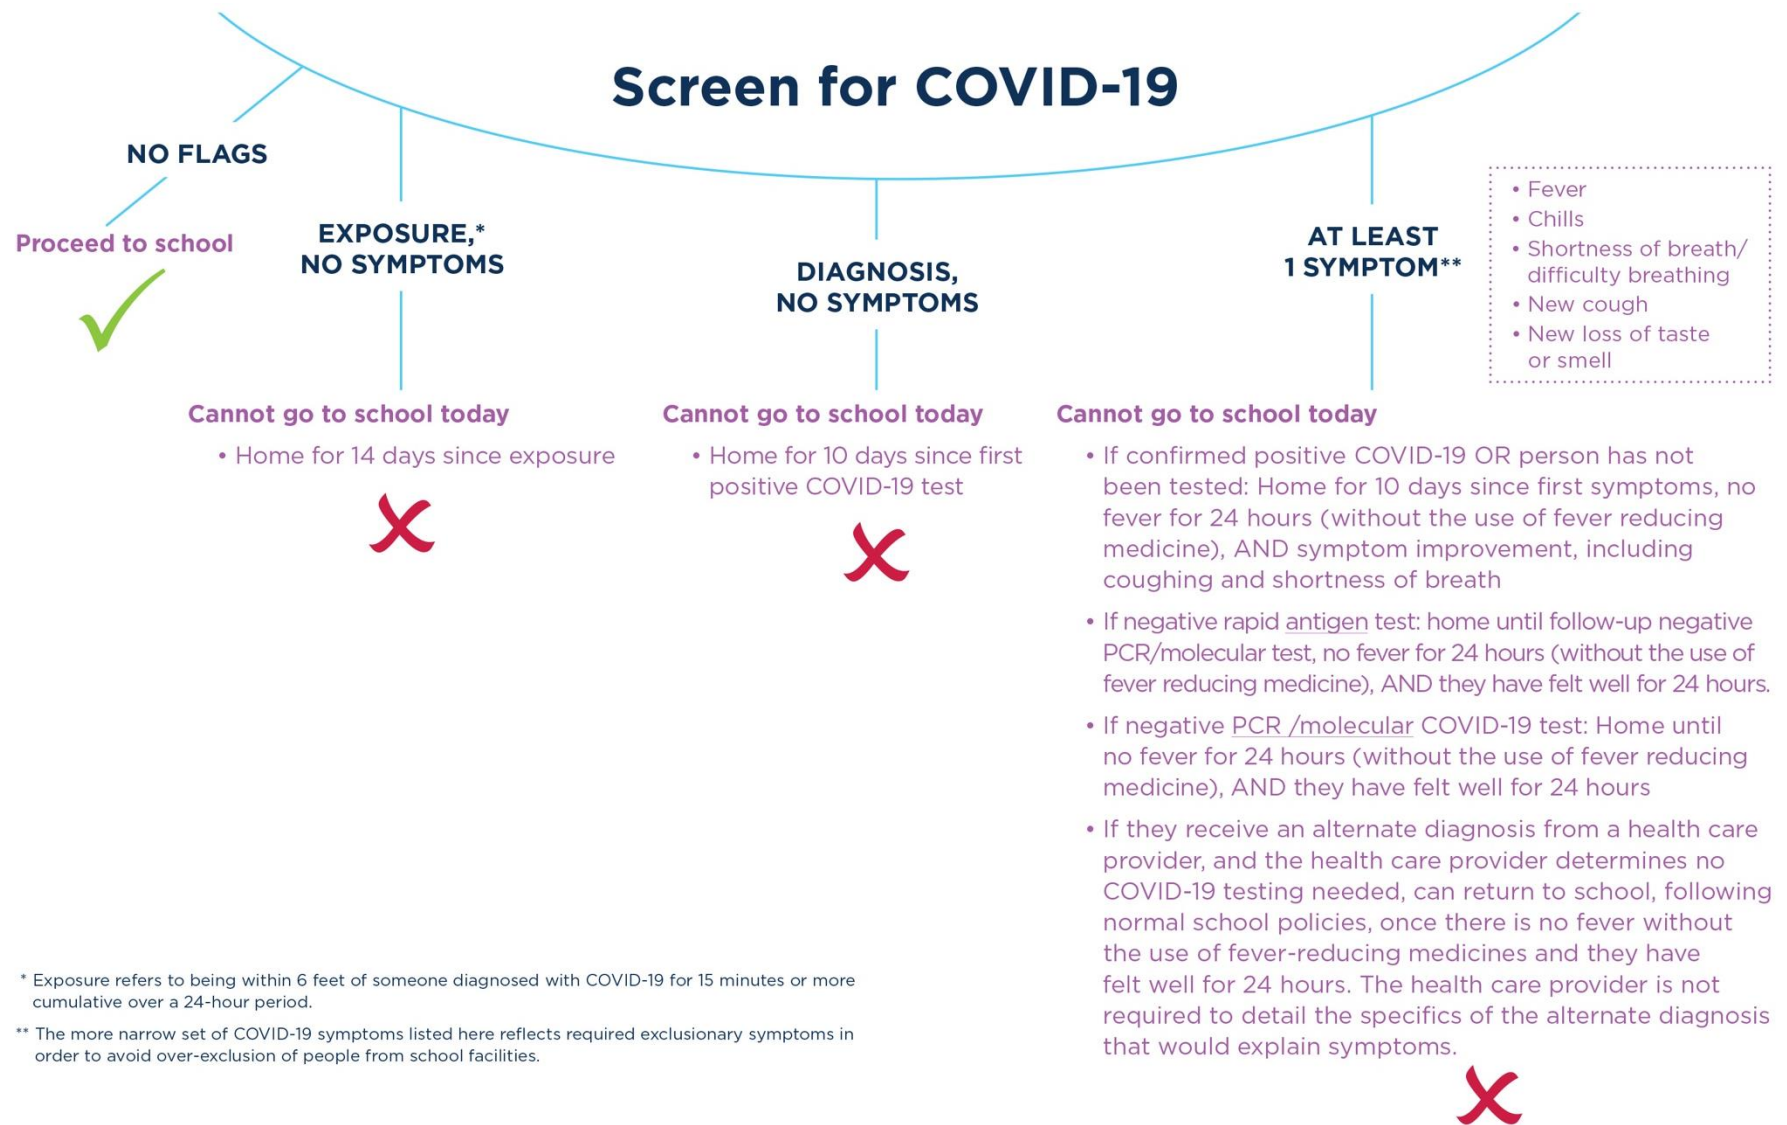 Screen for COVID-19
NO FLAGS
Proceed to school
EXPOSURE,*
NO SYMPTOMS
Cannot go to school today
• Home for 14 days since exposure
DIAGNOSIS,
NO SYMPTOMS
Cannot go to school today
• Home for 10 days since first
positive COVID-19 test
AT LEAST
1 SYMPTOM**
• Fever
• Chills
• Shortness of breath/
difficulty breathing
• New cough
• New loss of taste
or smell
Cannot go to school today
• If confirmed positive COVID-19 OR person has not
been tested: Home for 10 days since first symptoms, no
fever for 24 hours (without the use of fever reducing
medicine), AND symptom improvement, including
coughing and shortness of breath
• If negative rapid antigen test: home until follow-up negative
PCR/molecular test, no fever for 24 hours (without the use of
fever reducing medicine), AND they have felt well for 24 hours.
• If negative PCR /molecular COVID-19 test: Home until
no fever for 24 hours (without the use of fever reducing
medicine), AND they have felt well for 24 hours
• If they receive an alternate diagnosis from a health care
provider, and the health care provider determines no
COVID-19 testing needed, can return to school, following
normal school policies, once there is no fever without
the use of fever-reducing medicines and they have
felt well for 24 hours. The health care provider is not
required to detail the specifics of the alternate diagnosis
that would explain symptoms.
* Exposure refers to being within 6 feet of someone diagnosed with COVID-19 for 15 minutes or more
cumulative over a 24-hour period.
** The more narrow set of COVID-19 symptoms listed here reflects required exclusionary symptoms in
order to avoid over-exclusion of people from school facilities.